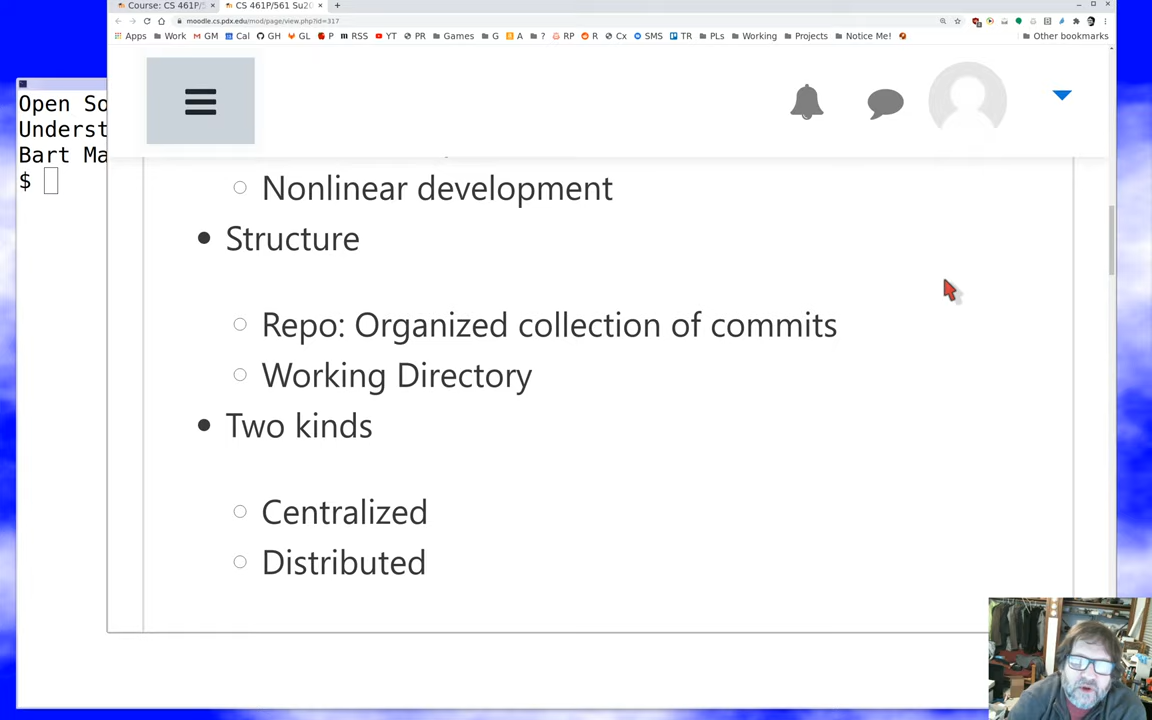 Course: CS 461P/5
CS 461P/561 Su20
moodle.cs.pdx.edu/mod/page/view.php?id=317
Apps Work GM Cal GH GL P RSS YT PR Games G A ? RP R Cx SMS TR PLs Working Projects Notice Me! Other bookmarks
Open So
Underst
Bart Ma
$
Nonlinear development
Structure
Repo: Organized collection of commits
Working Directory
Two kinds
Centralized
Distributed